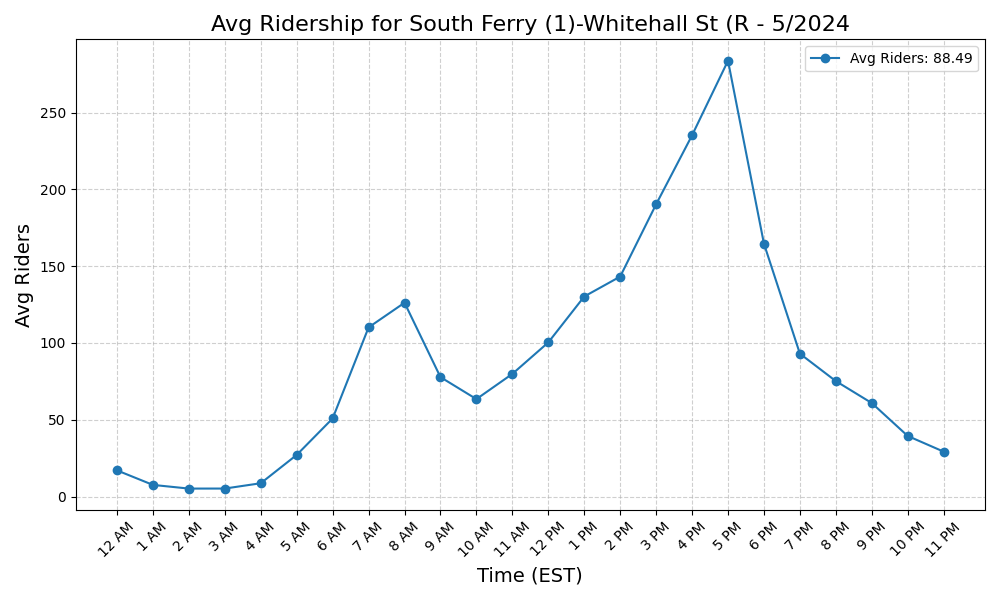 Avg Ridership for South Ferry (1)-Whitehall St (R - 5/2024
Avg Riders: 88.49
Avg Riders
250
200
150
100
50
0
12 AM
1 AM
2 AM
3 AM
4 AM
5 AM
6 AM
7 AM
8 AM
9 AM
10 AM
11 AM
12 PM
1 PM
2 PM
3 PM
4 PM
5 PM
6 PM
7 PM
8 PM
9 PM
10 PM
11 PM
Time (EST)